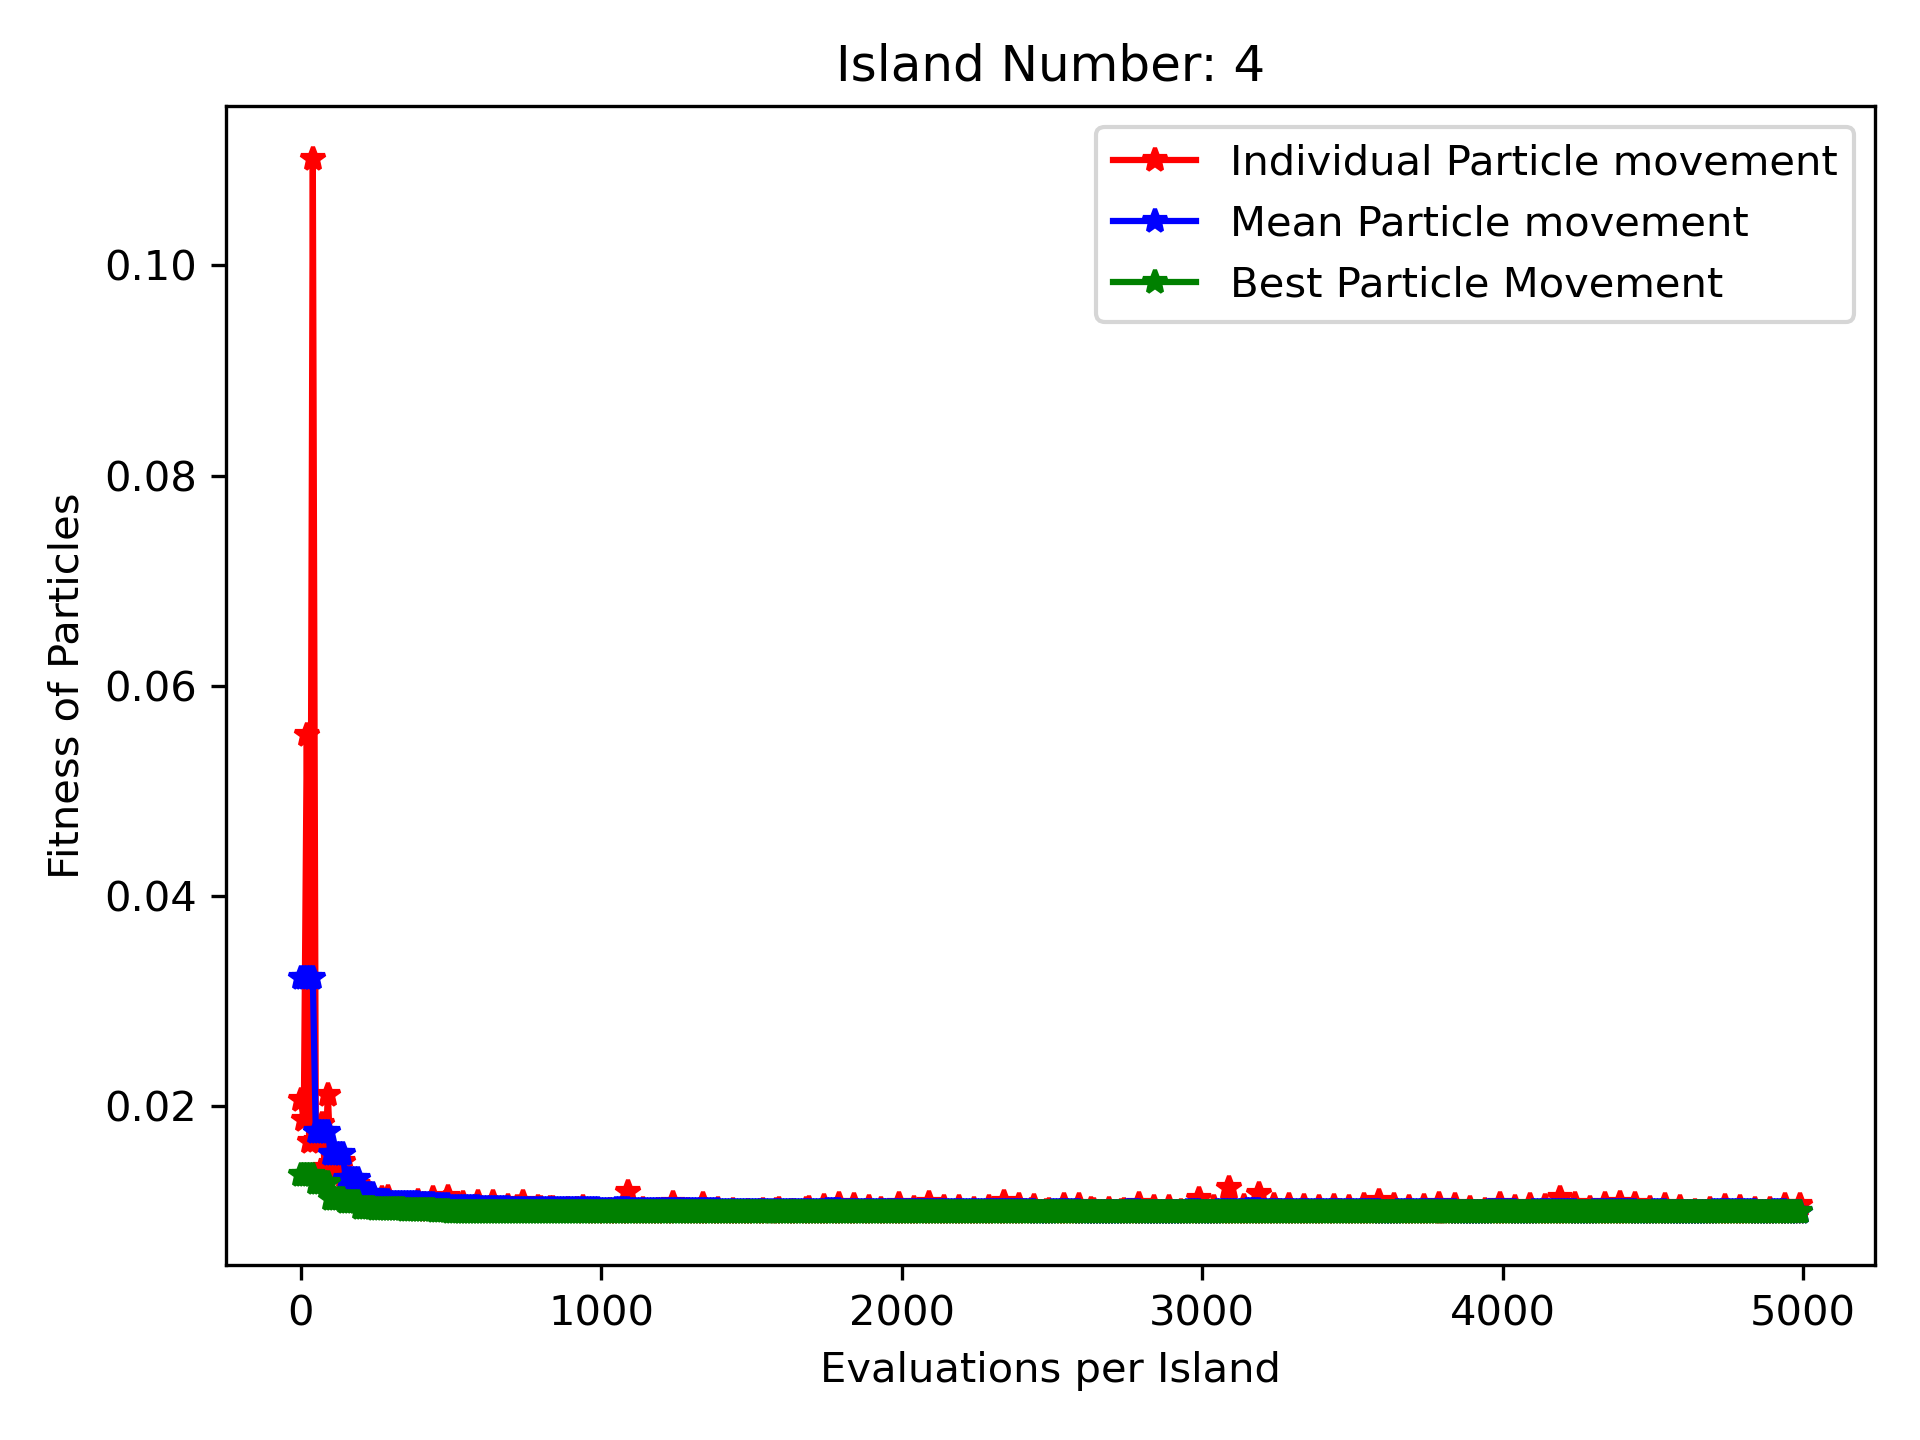 Island Number: 4
Individual Particle movement
Mean Particle movement
Best Particle Movement
Fitness of Particles
0.10
0.08
0.06
0.04
0.02
0 1000 2000 3000 4000 5000
Evaluations per Island